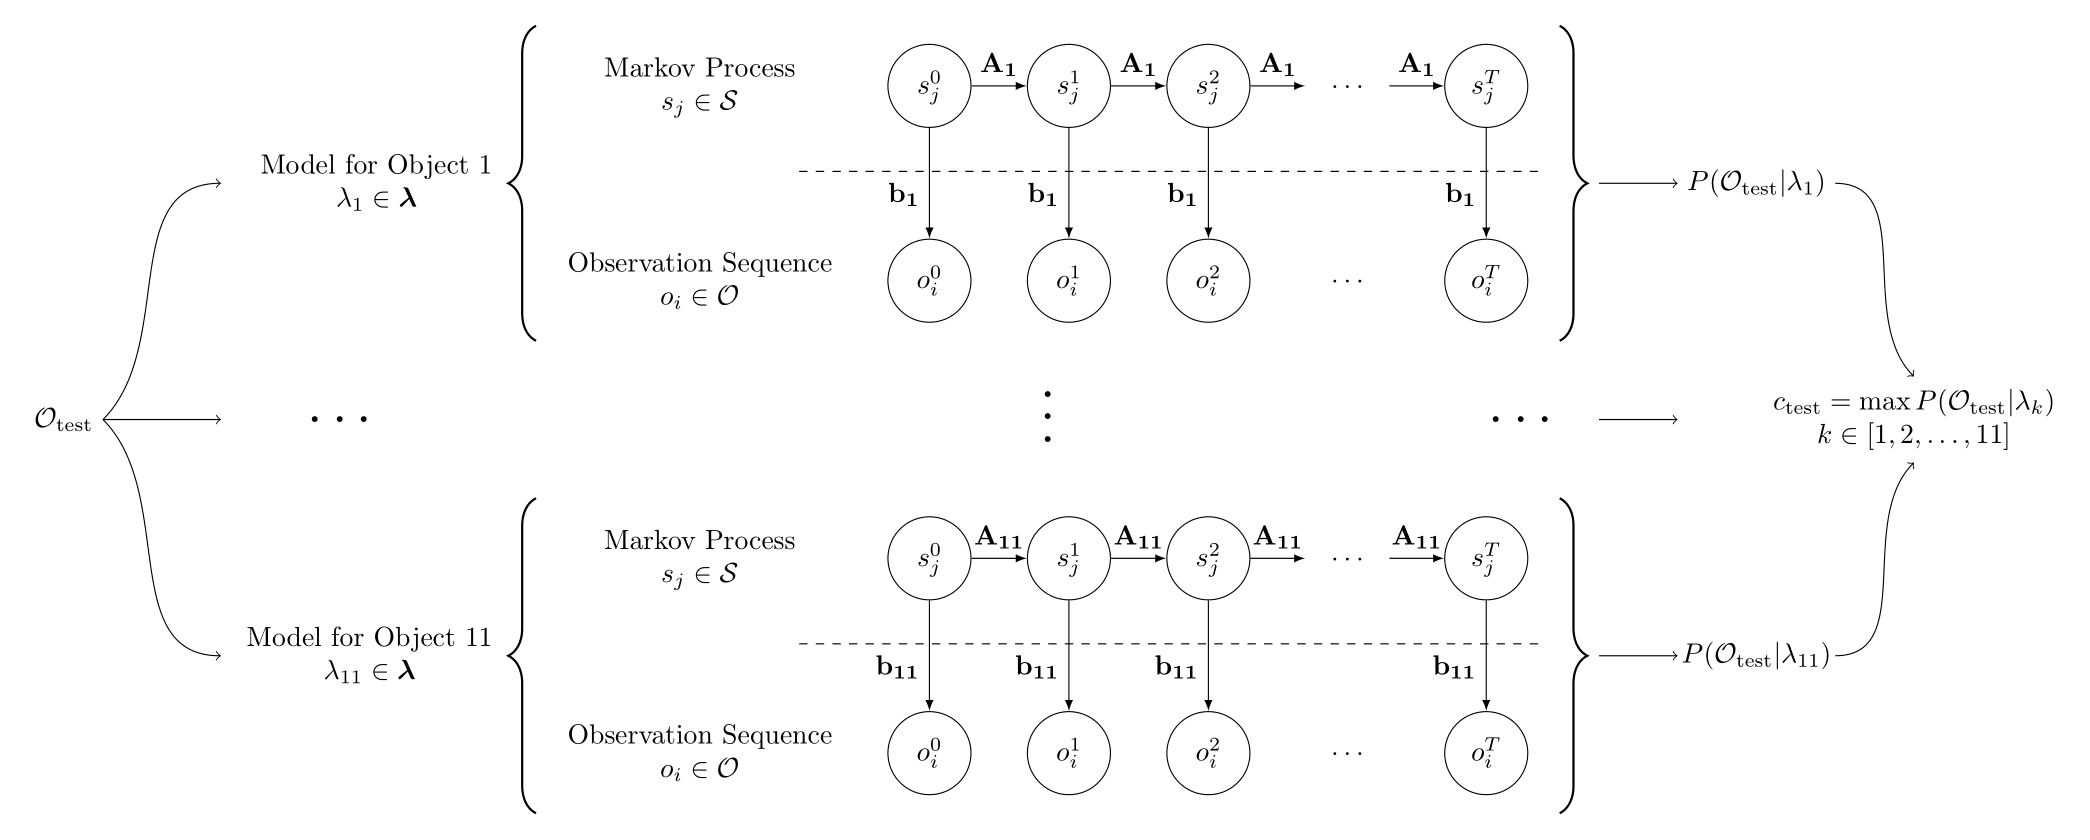 Markov Process
$s_j \in \mathcal{S}$
$s_j^0$ $\mathbf{A_1}$ $s_j^1$ $\mathbf{A_1}$ $s_j^2$ $\mathbf{A_1}$ $\cdots$ $\mathbf{A_1}$ $s_j^T$
Model for Object 1
$\lambda_1 \in \boldsymbol{\lambda}$
$\mathbf{b_1}$ $\mathbf{b_1}$ $\mathbf{b_1}$ $\mathbf{b_1}$
$P(\mathcal{O}_{\text{test}}|\lambda_1)$
Observation Sequence
$o_i \in \mathcal{O}$
$o_i^0$ $o_i^1$ $o_i^2$ $\cdots$ $o_i^T$
$\mathcal{O}_{\text{test}}$ $\cdots$ $\vdots$ $\cdots$
$c_{\text{test}} = \max P(\mathcal{O}_{\text{test}}|\lambda_k)$
$k \in [1, 2, \ldots, 11]$
Markov Process
$s_j \in \mathcal{S}$
$s_j^0$ $\mathbf{A_{11}}$ $s_j^1$ $\mathbf{A_{11}}$ $s_j^2$ $\mathbf{A_{11}}$ $\cdots$ $\mathbf{A_{11}}$ $s_j^T$
Model for Object 11
$\lambda_{11} \in \boldsymbol{\lambda}$
$\mathbf{b_{11}}$ $\mathbf{b_{11}}$ $\mathbf{b_{11}}$ $\mathbf{b_{11}}$
$P(\mathcal{O}_{\text{test}}|\lambda_{11})$
Observation Sequence
$o_i \in \mathcal{O}$
$o_i^0$ $o_i^1$ $o_i^2$ $\cdots$ $o_i^T$